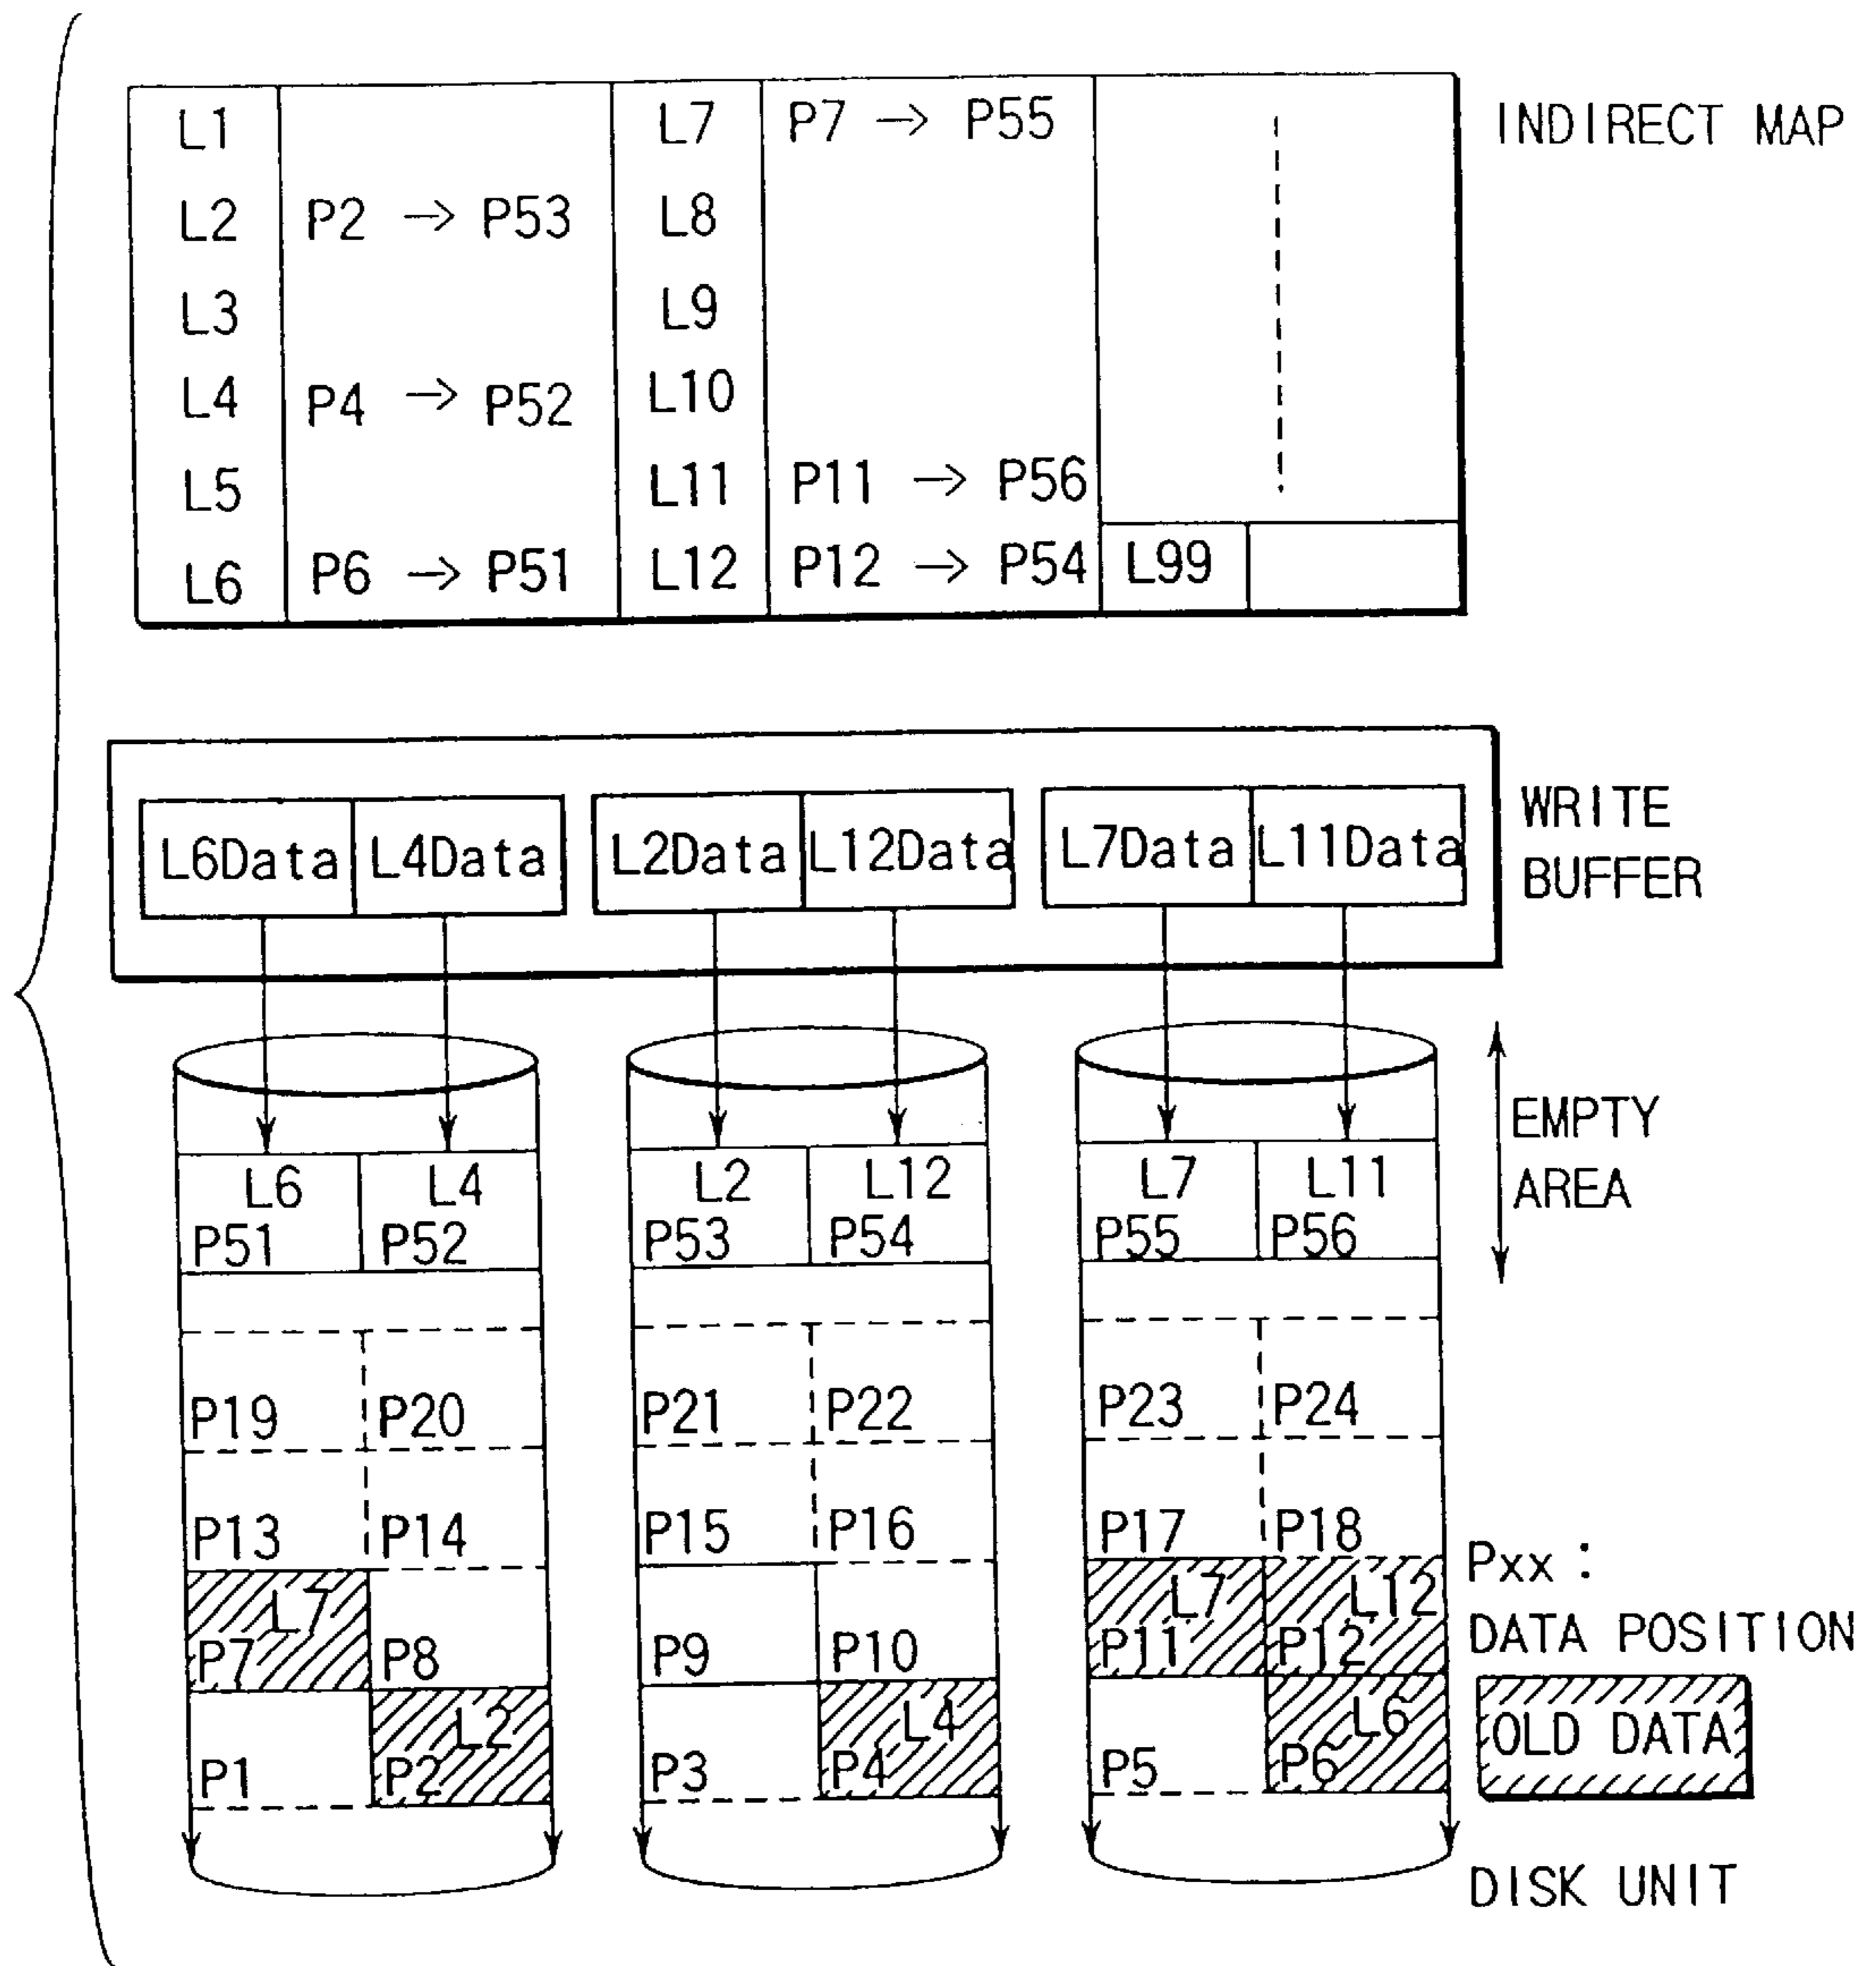 L1 L7 P7 → P55 INDIRECT MAP
L2 P2 → P53 L8
L3 L9
L4 P4 → P52 L10
L5 L11 P11 → P56
L6 P6 → P51 L12 P12 → P54 L99
L6Data L4Data L2Data L12Data L7Data L11Data
WRITE
BUFFER
EMPTY
AREA
L6 L4 L2 L12 L7 L11
P51 P52 P53 P54 P55 P56
P19 P20 P21 P22 P23 P24
P13 P14 P15 P16 P17 P18
Pxx :
DATA POSITION
L7 L7 L12
P7 P8 P9 P10 P11 P12
L2 L4 L6
P1 P2 P3 P4 P5 P6
OLD DATA
DISK UNIT